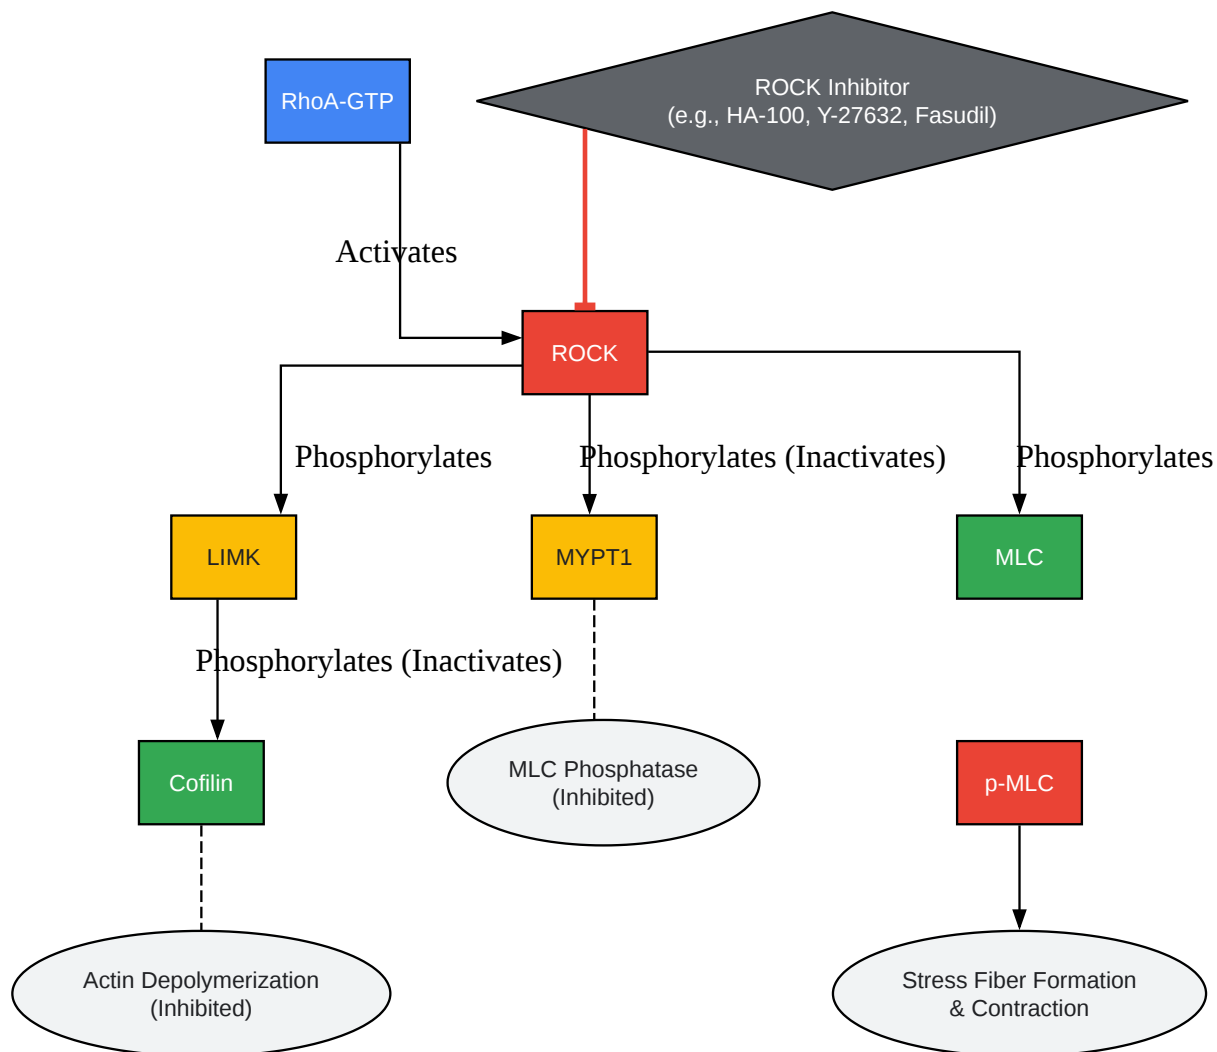 RhoA-GTP
ROCK Inhibitor
(e.g., HA-100, Y-27632, Fasudil)
Activates
ROCK
Phosphorylates
Phosphorylates (Inactivates)
Phosphorylates
LIMK
MYPT1
MLC
Phosphorylates (Inactivates)
Cofilin
MLC Phosphatase
(Inhibited)
p-MLC
Actin Depolymerization
(Inhibited)
Stress Fiber Formation
& Contraction